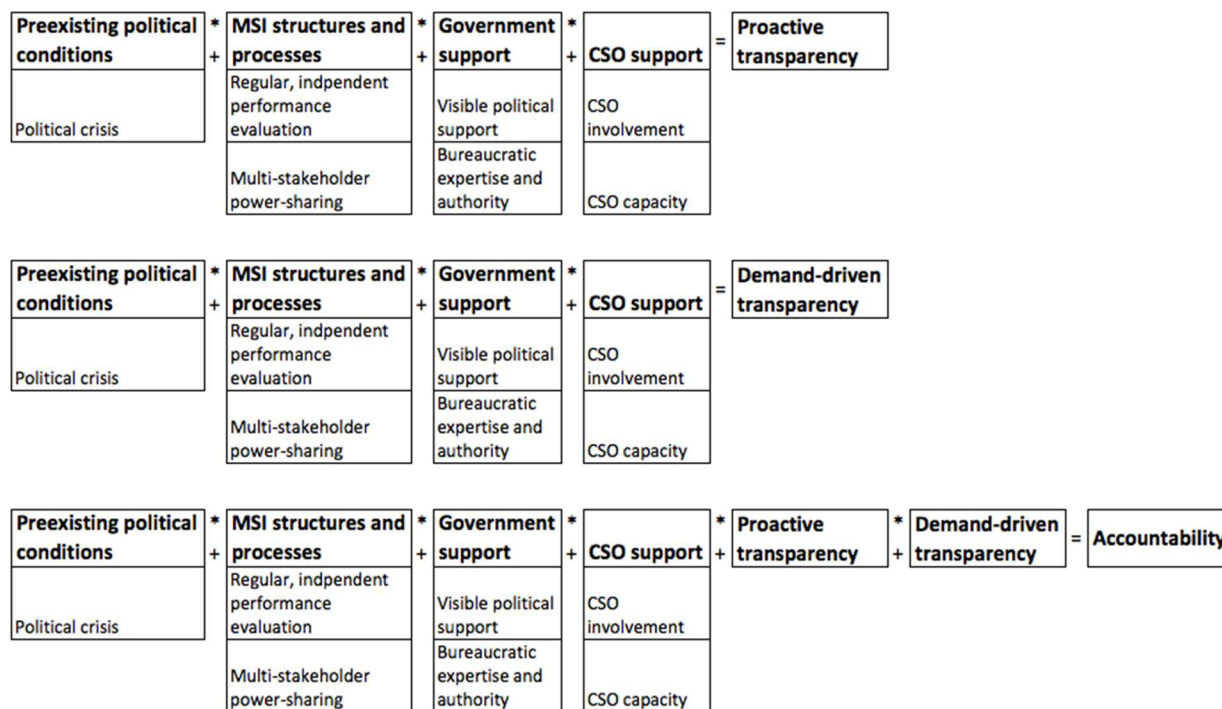 Preexisting political * MSI structures and * Government * Proactive
conditions + processes + support + CSO support = transparency
Regular, indpendent
performance Visible political CSO
Political crisis evaluation support involvement
Bureaucratic
Multi-stakeholder expertise and
power-sharing authority CSO capacity
Preexisting political * MSI structures and * Government * Demand-driven
conditions + processes + support + CSO support = transparency
Regular, indpendent
performance Visible political CSO
Political crisis evaluation support involvement
Bureaucratic
Multi-stakeholder expertise and
power-sharing authority CSO capacity
Preexisting political * MSI structures and * Government * * Proactive * Demand-driven
conditions + processes + support + CSO support + transparency + transparency = Accountability
Regular, indpendent
performance Visible political CSO
Political crisis evaluation support involvement
Bureaucratic
Multi-stakeholder expertise and
power-sharing authority CSO capacity